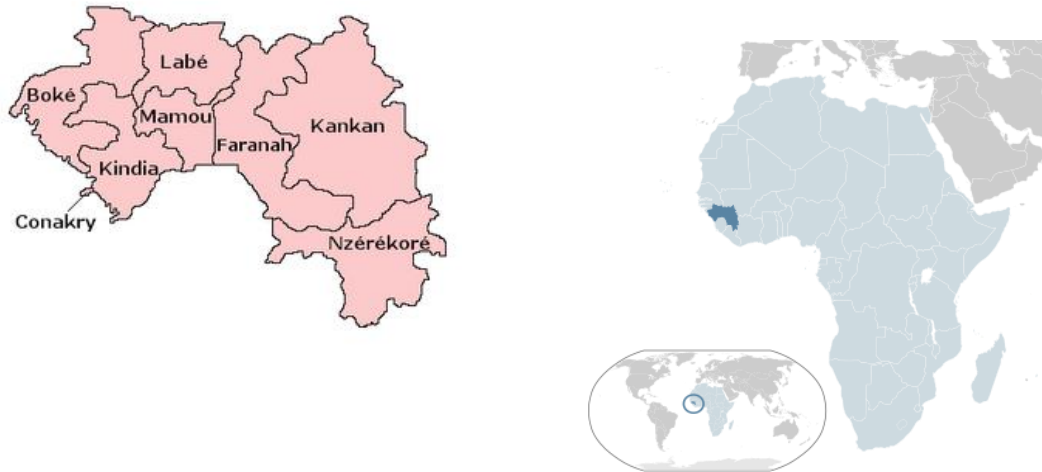 Labé
Boké
Mamou
Kankan
Faranah
Kindia
Conakry
Nzérékoré